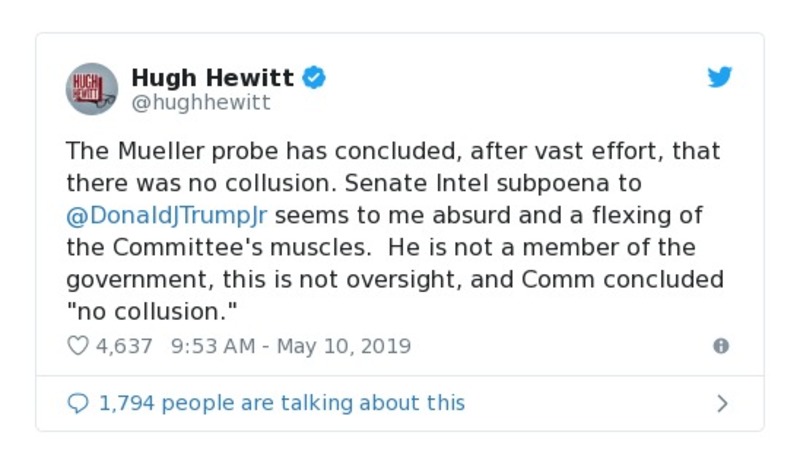 HUGH
HEWITT
Hugh Hewitt
@hughhewitt
The Mueller probe has concluded, after vast effort, that
there was no collusion. Senate Intel subpoena to
@DonaldJTrumpJr seems to me absurd and a flexing of
the Committee's muscles.  He is not a member of the
government, this is not oversight, and Comm concluded
"no collusion."
4,637 9:53 AM - May 10, 2019
1,794 people are talking about this